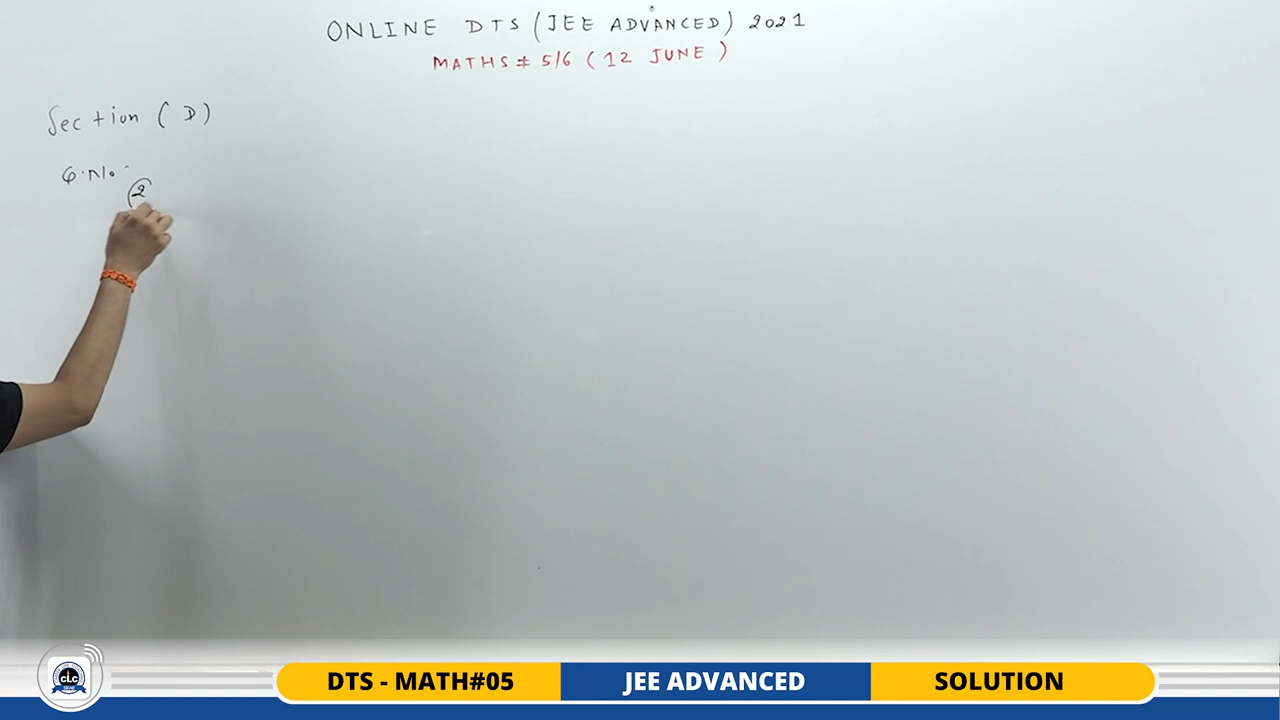 ONLINE DTS (JEE ADVANCED) 2021
MATHS # 5/6 ( 12 JUNE )
Section ( D )
Q.No.-
(2
DTS - MATH#05
JEE ADVANCED
SOLUTION
CLC